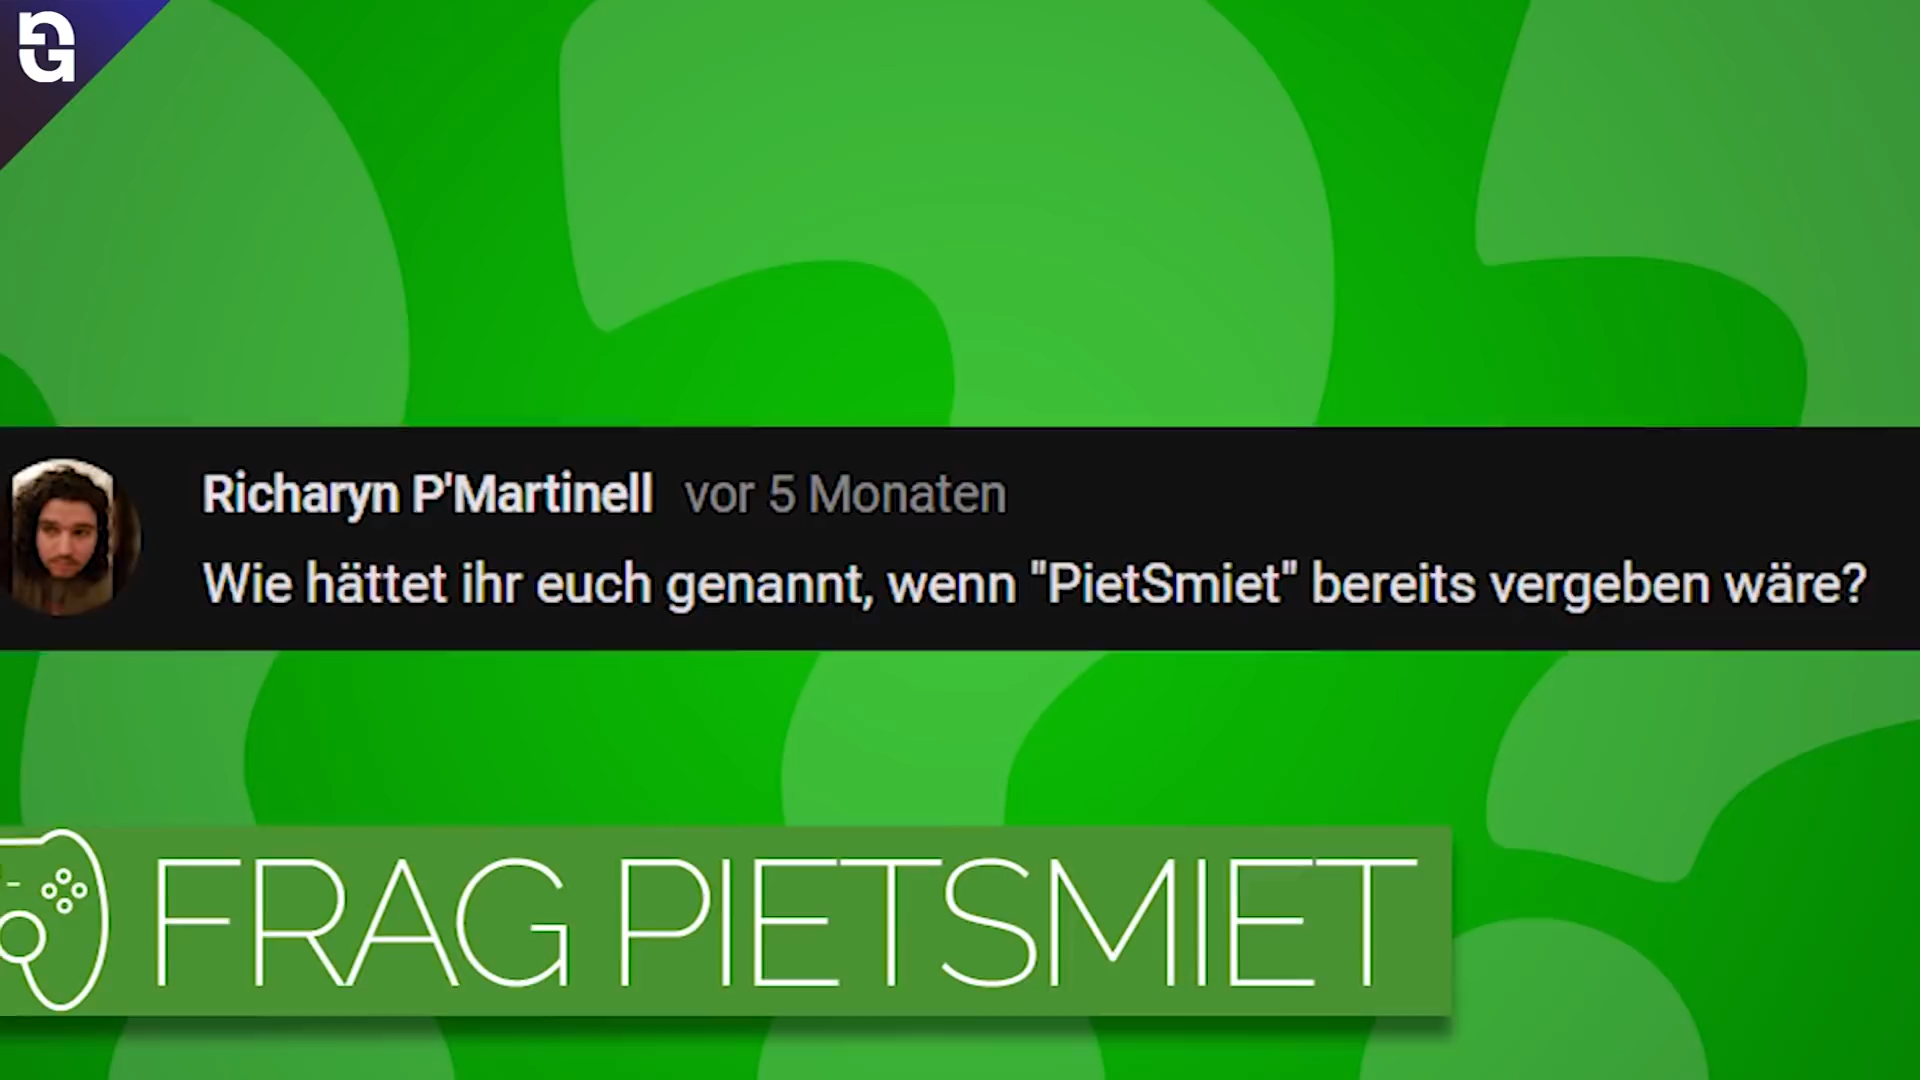 Richaryn P'Martinell vor 5 Monaten
Wie hättet ihr euch genannt, wenn "PietSmiet" bereits vergeben wäre?
FRAG PIETSMIET